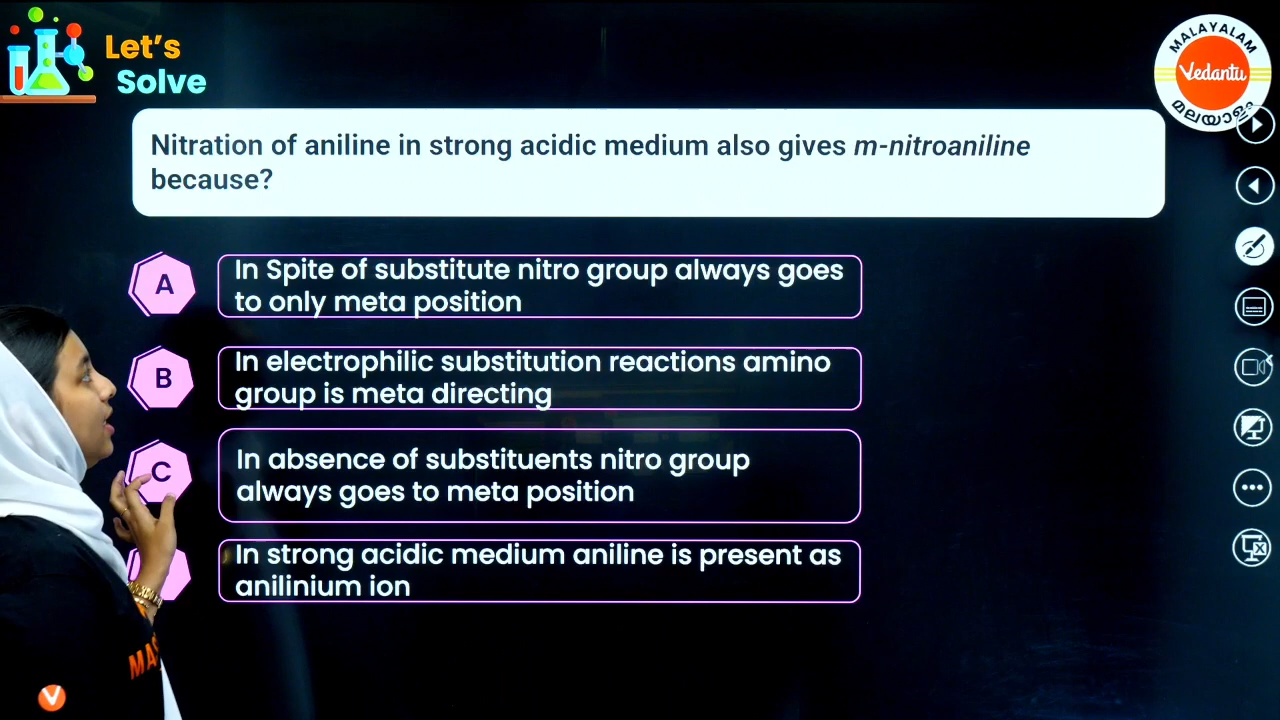 Let's
Solve
MALAYALAM
Vedantu
മലയാളം
Nitration of aniline in strong acidic medium also gives m-nitroaniline
because?
A
In Spite of substitute nitro group always goes
to only meta position
B
In electrophilic substitution reactions amino
group is meta directing
C
In absence of substituents nitro group
always goes to meta position
In strong acidic medium aniline is present as
anilinium ion
MAS
V